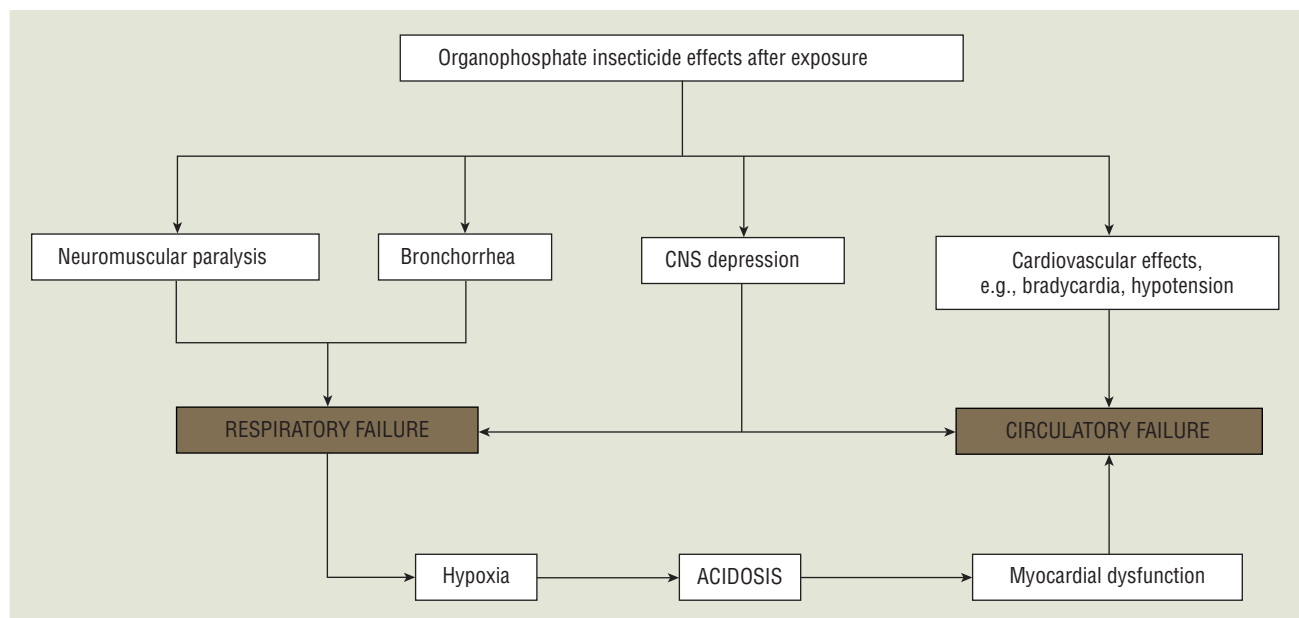 Organophosphate insecticide effects after exposure
Neuromuscular paralysis
Bronchorrhea
CNS depression
Cardiovascular effects,
e.g., bradycardia, hypotension
RESPIRATORY FAILURE
CIRCULATORY FAILURE
Hypoxia
ACIDOSIS
Myocardial dysfunction